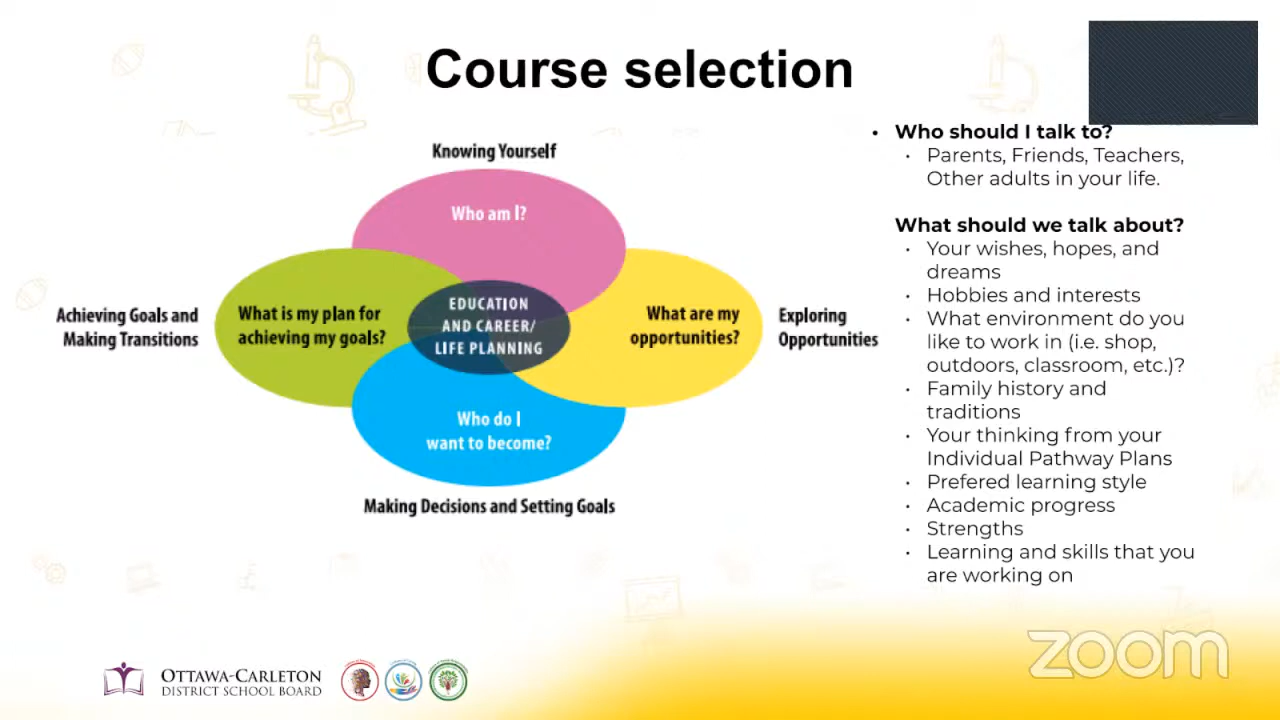 Course selection
Knowing Yourself
Who am I?
Achieving Goals and
Making Transitions
What is my plan for
achieving my goals?
EDUCATION
AND CAREER/
LIFE PLANNING
What are my
opportunities?
Exploring
Opportunities
Who do I
want to become?
Making Decisions and Setting Goals
• Who should I talk to?
• Parents, Friends, Teachers,
Other adults in your life.
What should we talk about?
• Your wishes, hopes, and
dreams
• Hobbies and interests
• What environment do you
like to work in (i.e. shop,
outdoors, classroom, etc.)?
• Family history and
traditions
• Your thinking from your
Individual Pathway Plans
• Prefered learning style
• Academic progress
• Strengths
• Learning and skills that you
are working on
OTTAWA-CARLETON
DISTRICT SCHOOL BOARD
zoom